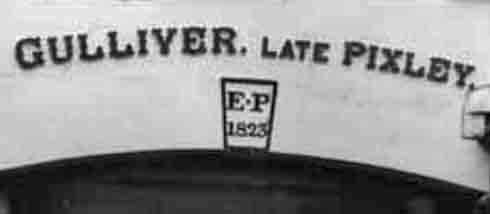 GULLIVER. LATE PIXLEY.
E·P
1823